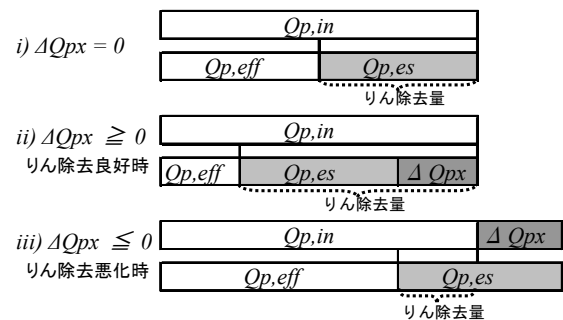 Qp,in
i) ΔQpx = 0
Qp,eff Qp,es
りん除去量
ii) ΔQpx ≧ 0
Qp,in
りん除去良好時
Qp,eff Qp,es Δ Qpx
りん除去量
iii) ΔQpx ≦ 0
Qp,in Δ Qpx
りん除去悪化時
Qp,eff Qp,es
りん除去量